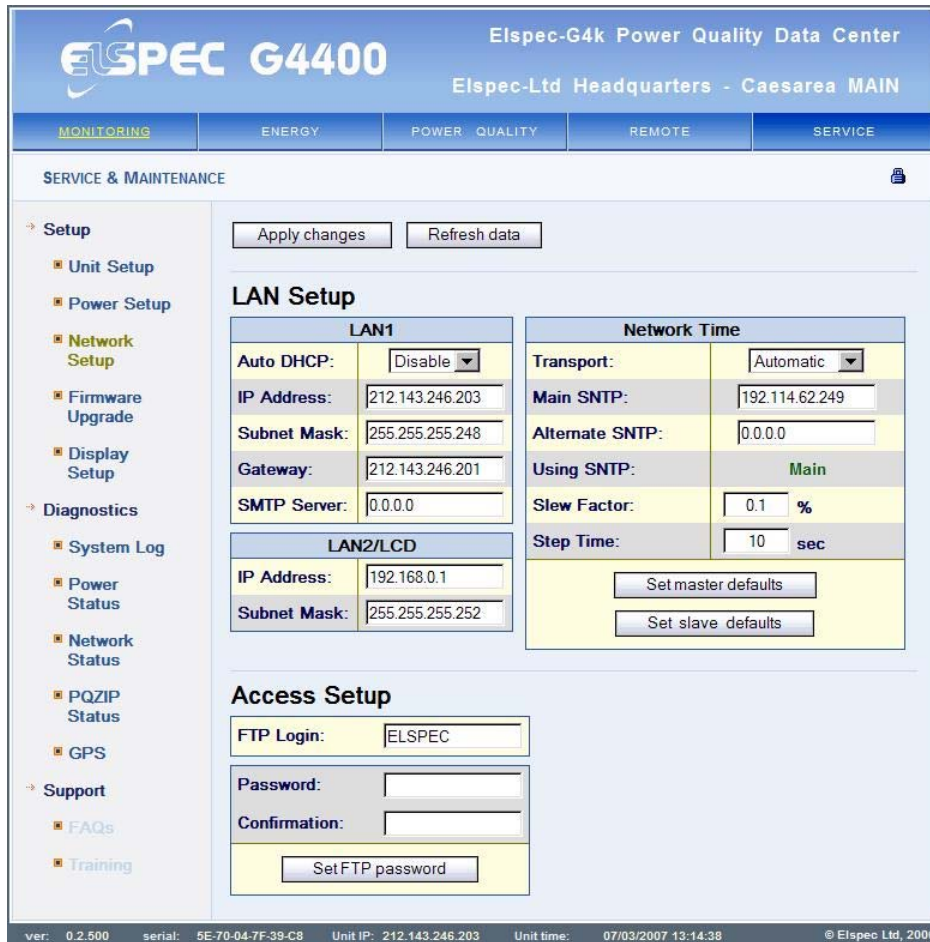 ELSPEC G4400
Elspec-G4k Power Quality Data Center
Elspec-Ltd Headquarters - Caesarea MAIN
MONITORING ENERGY POWER QUALITY REMOTE SERVICE
SERVICE & MAINTENANCE
Setup
Unit Setup
Power Setup
Network
Setup
Firmware
Upgrade
Display
Setup
Diagnostics
System Log
Power
Status
Network
Status
PQZIP
Status
GPS
Support
FAQs
Training
Apply changes Refresh data
LAN Setup
LAN1
Auto DHCP: Disable
IP Address: 212.143.246.203
Subnet Mask: 255.255.255.248
Gateway: 212.143.246.201
SMTP Server: 0.0.0.0
LAN2/LCD
IP Address: 192.168.0.1
Subnet Mask: 255.255.255.252
Network Time
Transport: Automatic
Main SNTP: 192.114.62.249
Alternate SNTP: 0.0.0.0
Using SNTP: Main
Slew Factor: 0.1 %
Step Time: 10 sec
Set master defaults
Set slave defaults
Access Setup
FTP Login: ELSPEC
Password:
Confirmation:
Set FTP password
ver: 0.2.500 serial: 5E-70-04-7F-39-C8 Unit IP: 212.143.246.203 Unit time: 07/03/2007 13:14:38 © Elspec Ltd,